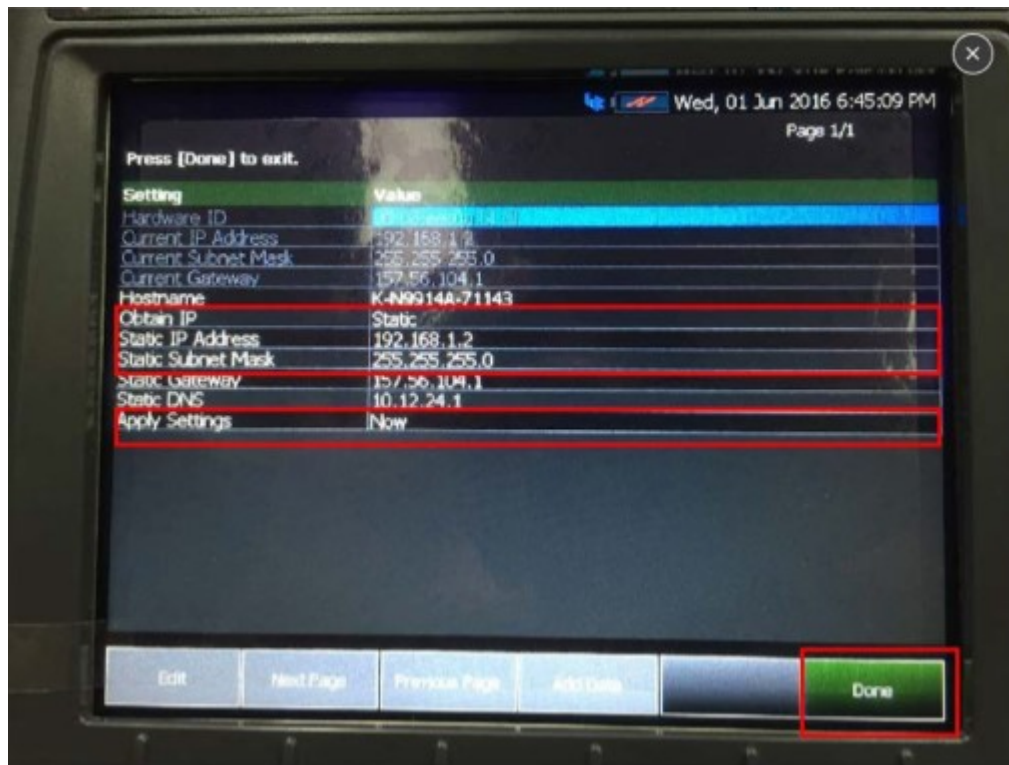 Wed, 01 Jun 2016 6:45:09 PM
Page 1/1
Press [Done] to exit.
Setting Value
Hardware ID
Current IP Address 192.168.1.2
Current Subnet Mask 255.255.255.0
Current Gateway 157.56.104.1
Hostname K-N9914A-71143
Obtain IP Static
Static IP Address 192.168.1.2
Static Subnet Mask 255.255.255.0
Static Gateway 157.56.104.1
Static DNS 10.12.24.1
Apply Settings Now
Edit Next Page Previous Page Add Data Done